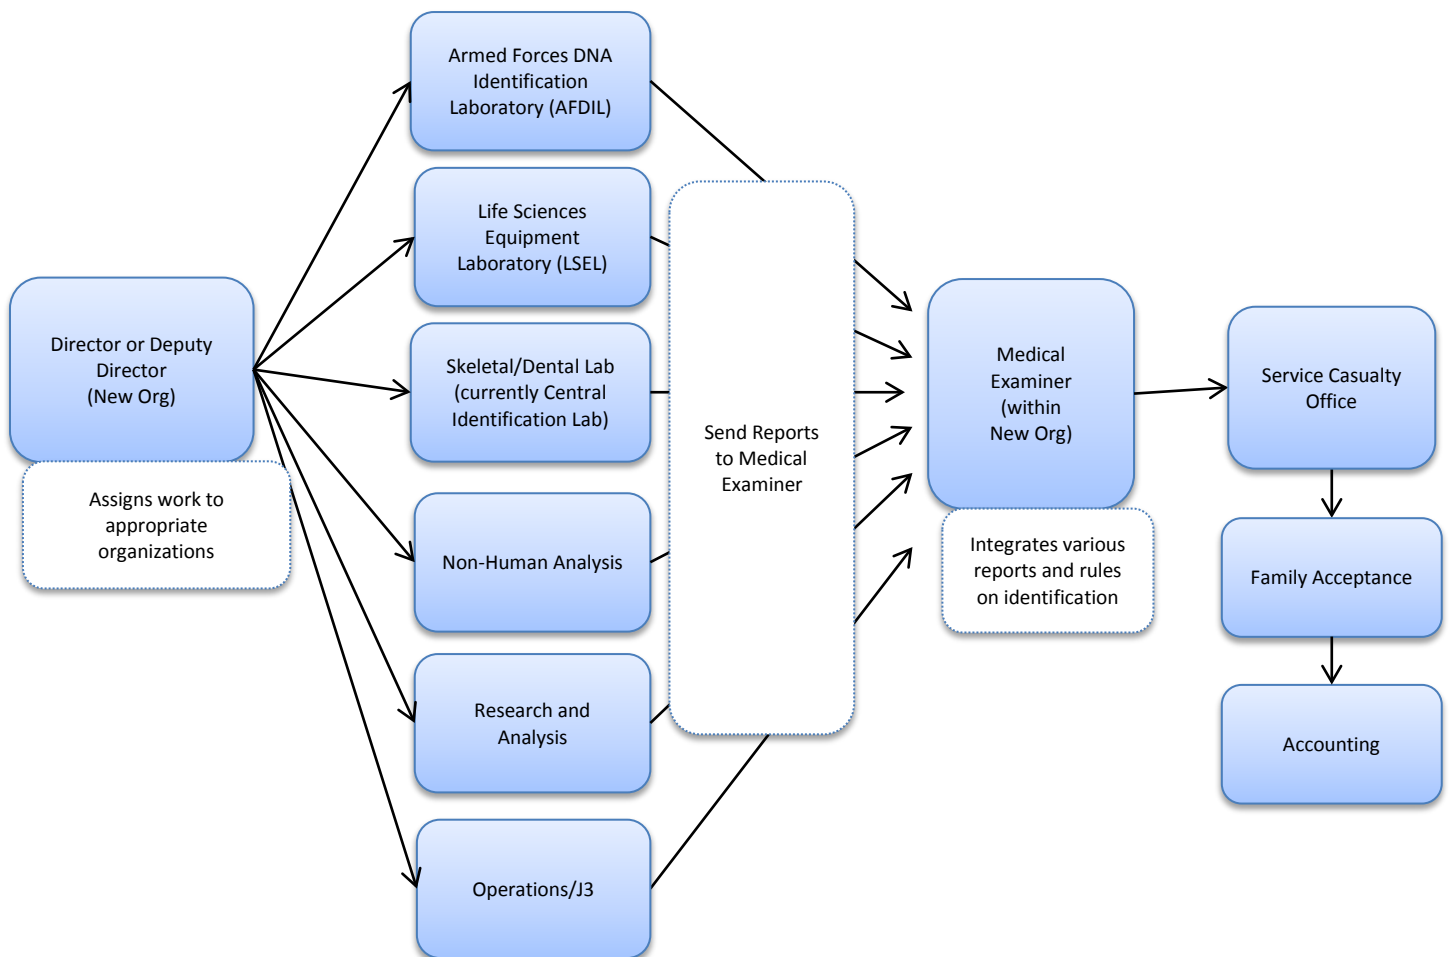 Director or Deputy
Director
(New Org)
Assigns work to
appropriate
organizations
Armed Forces DNA
Identification
Laboratory (AFDIL)
Life Sciences
Equipment
Laboratory (LSEL)
Skeletal/Dental Lab
(currently Central
Identification Lab)
Non-Human Analysis
Research and
Analysis
Operations/J3
Send Reports
to Medical
Examiner
Medical
Examiner
(within
New Org)
Integrates various
reports and rules
on identification
Service Casualty
Office
Family Acceptance
Accounting